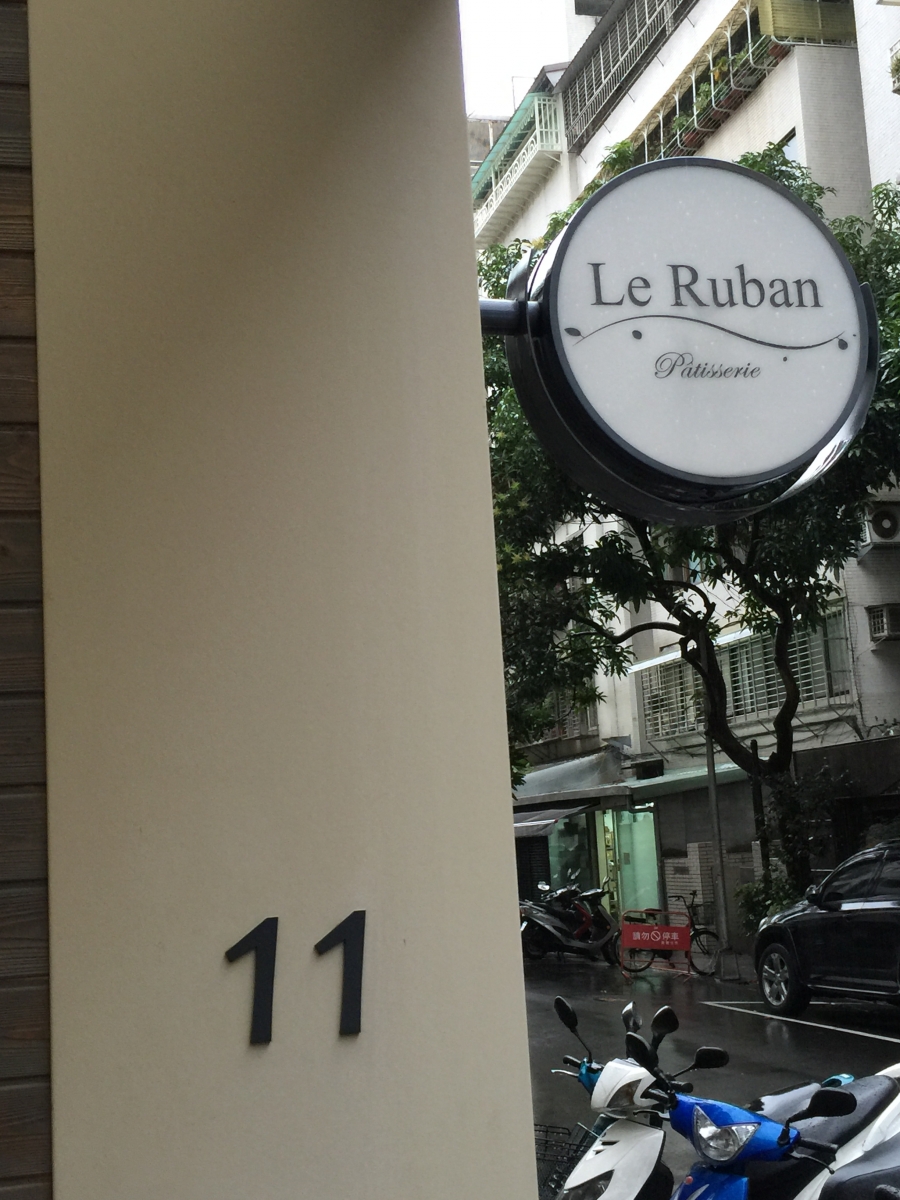 Le Ruban
Pâtisserie
11
請勿停車